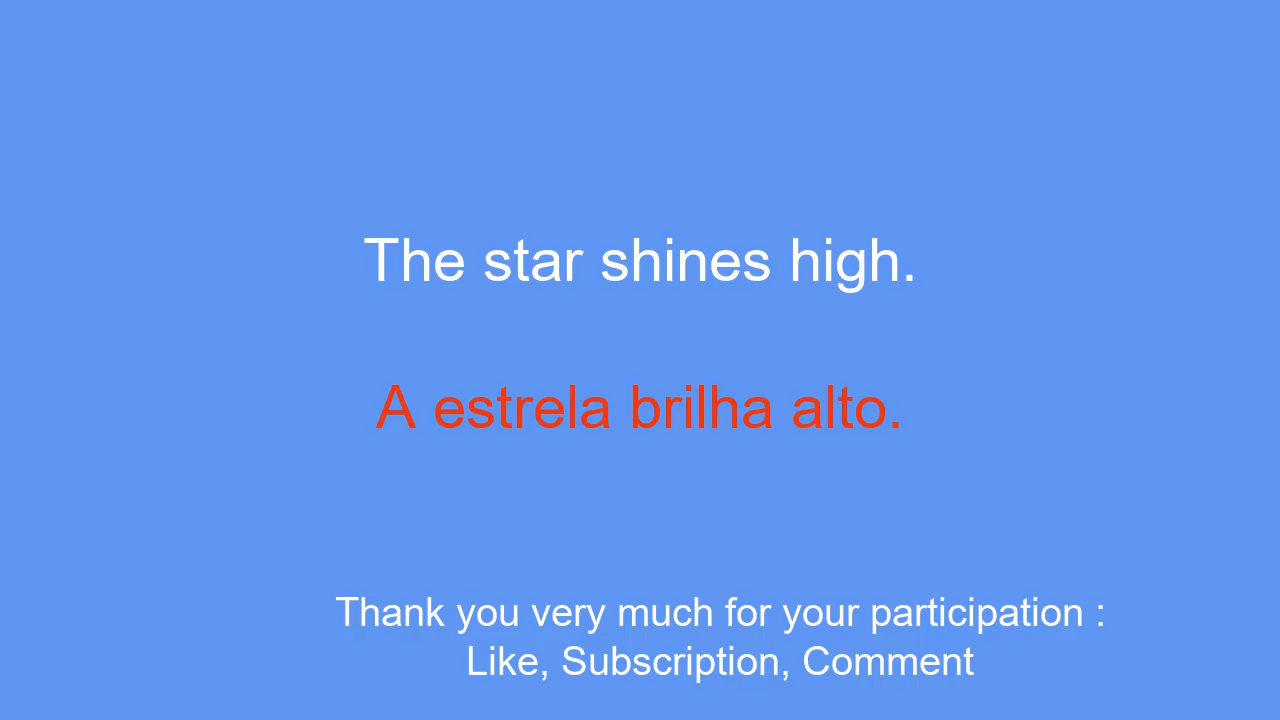 The star shines high.
A estrela brilha alto.
Thank you very much for your participation :
Like, Subscription, Comment